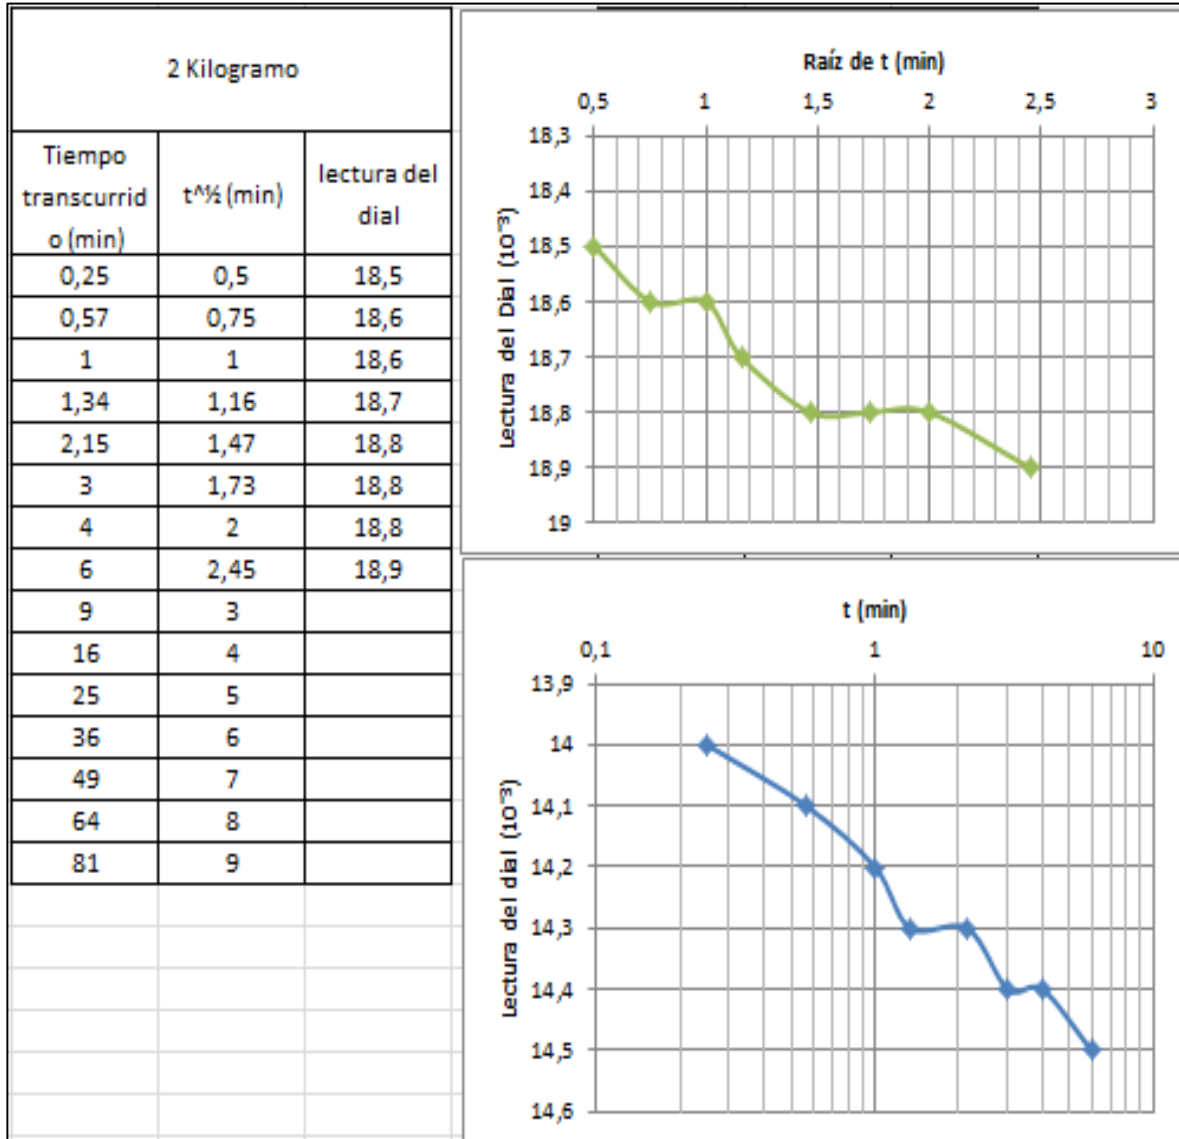 2 Kilogramo
Tiempo
transcurrid
o (min)
t^½ (min)
lectura del
dial
0,25 0,5 18,5
0,57 0,75 18,6
1 1 18,6
1,34 1,16 18,7
2,15 1,47 18,8
3 1,73 18,8
4 2 18,8
6 2,45 18,9
9 3
16 4
25 5
36 6
49 7
64 8
81 9
Raíz de t (min)
0,5 1 1,5 2 2,5 3
Lectura del Dial (10⁻³)
18,3
18,4
18,5
18,6
18,7
18,8
18,9
19
t (min)
0,1 1 10
Lectura del dial (10⁻³)
13,9
14
14,1
14,2
14,3
14,4
14,5
14,6